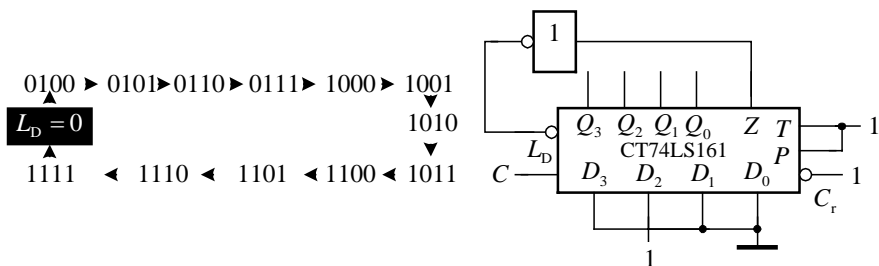 0100 0101 0110 0111 1000 1001
L_D = 0
1010
1111 1110 1101 1100 1011
1
Q_3 Q_2 Q_1 Q_0 Z T 1
L_D CT74LS161 P
C D_3 D_2 D_1 D_0 1
C_r
1